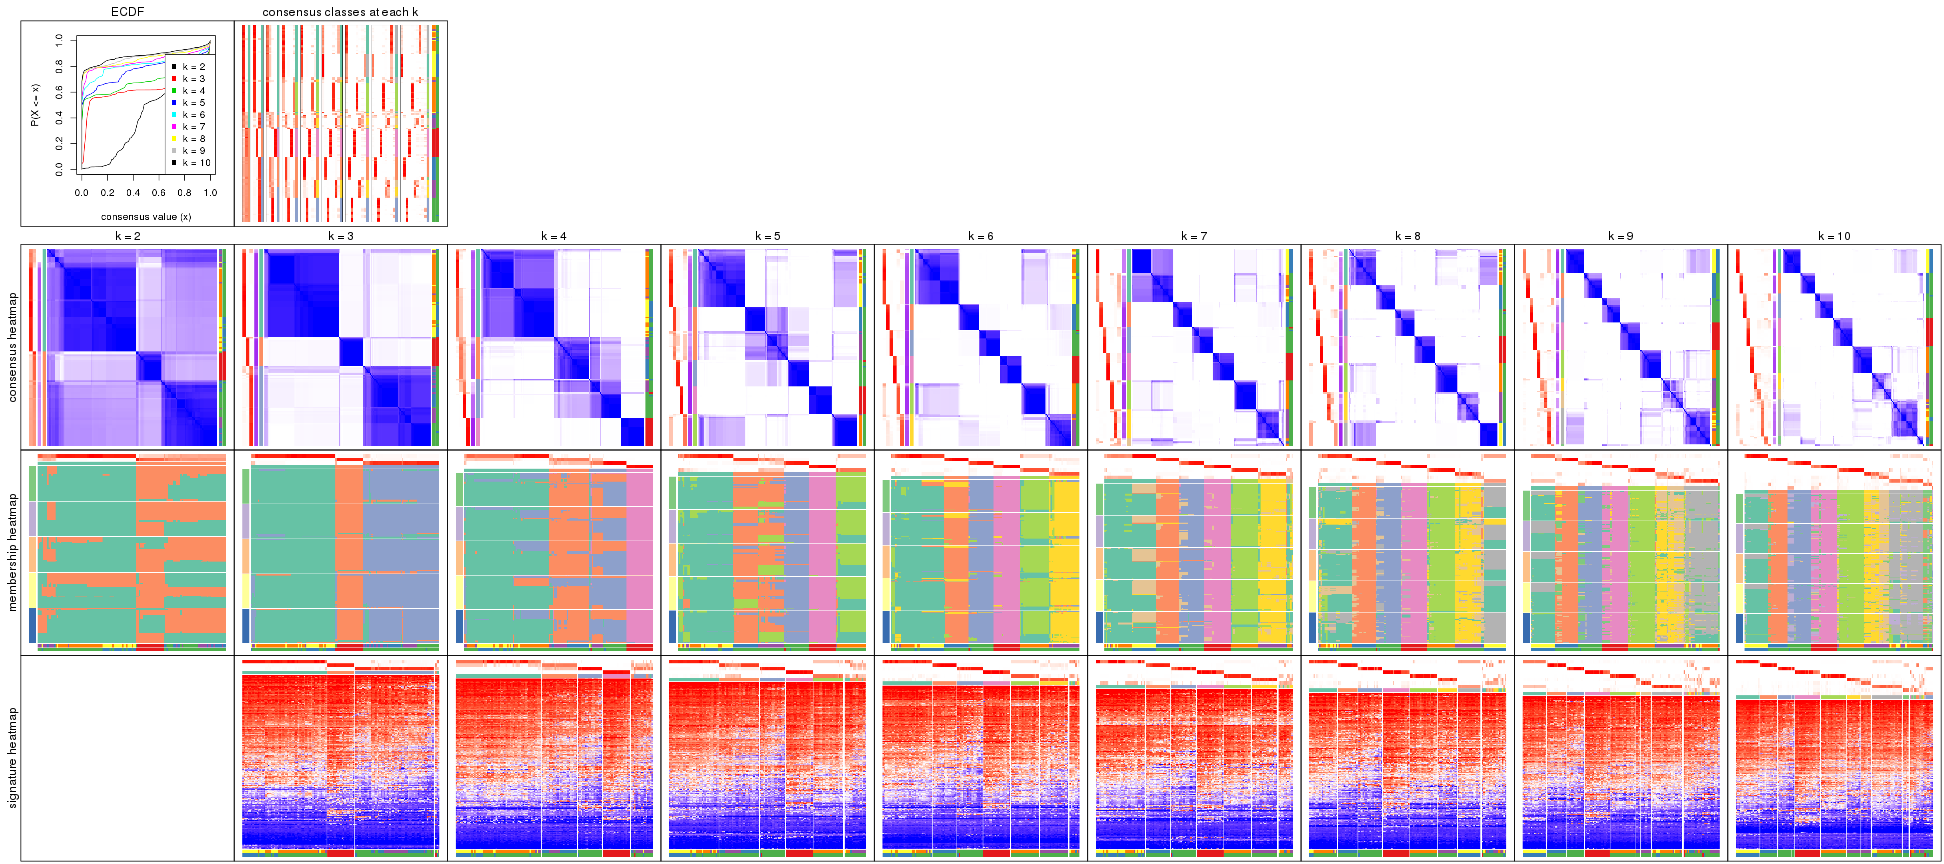 ECDF
consensus classes at each k
P(X <= x)
0.0 0.2 0.4 0.6 0.8 1.0
k = 2
k = 3
k = 4
k = 5
k = 6
k = 7
k = 8
k = 9
k = 10
0.0 0.2 0.4 0.6 0.8 1.0
consensus value (x)
k = 2 k = 3 k = 4 k = 5 k = 6 k = 7 k = 8 k = 9 k = 10
consensus heatmap
membership heatmap
signature heatmap